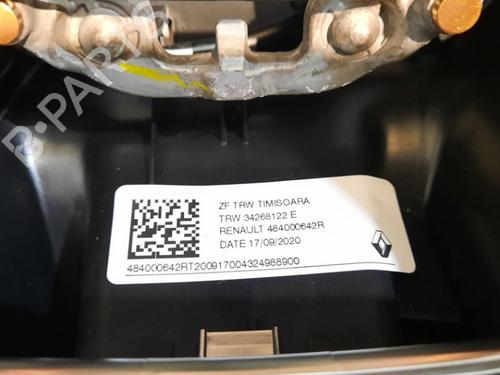 B-PARTS
ZF TRW TIMISOARA
TRW 34268122 E
RENAULT 484000642R
DATE 17/09/2020
484000642RT200917004324988900